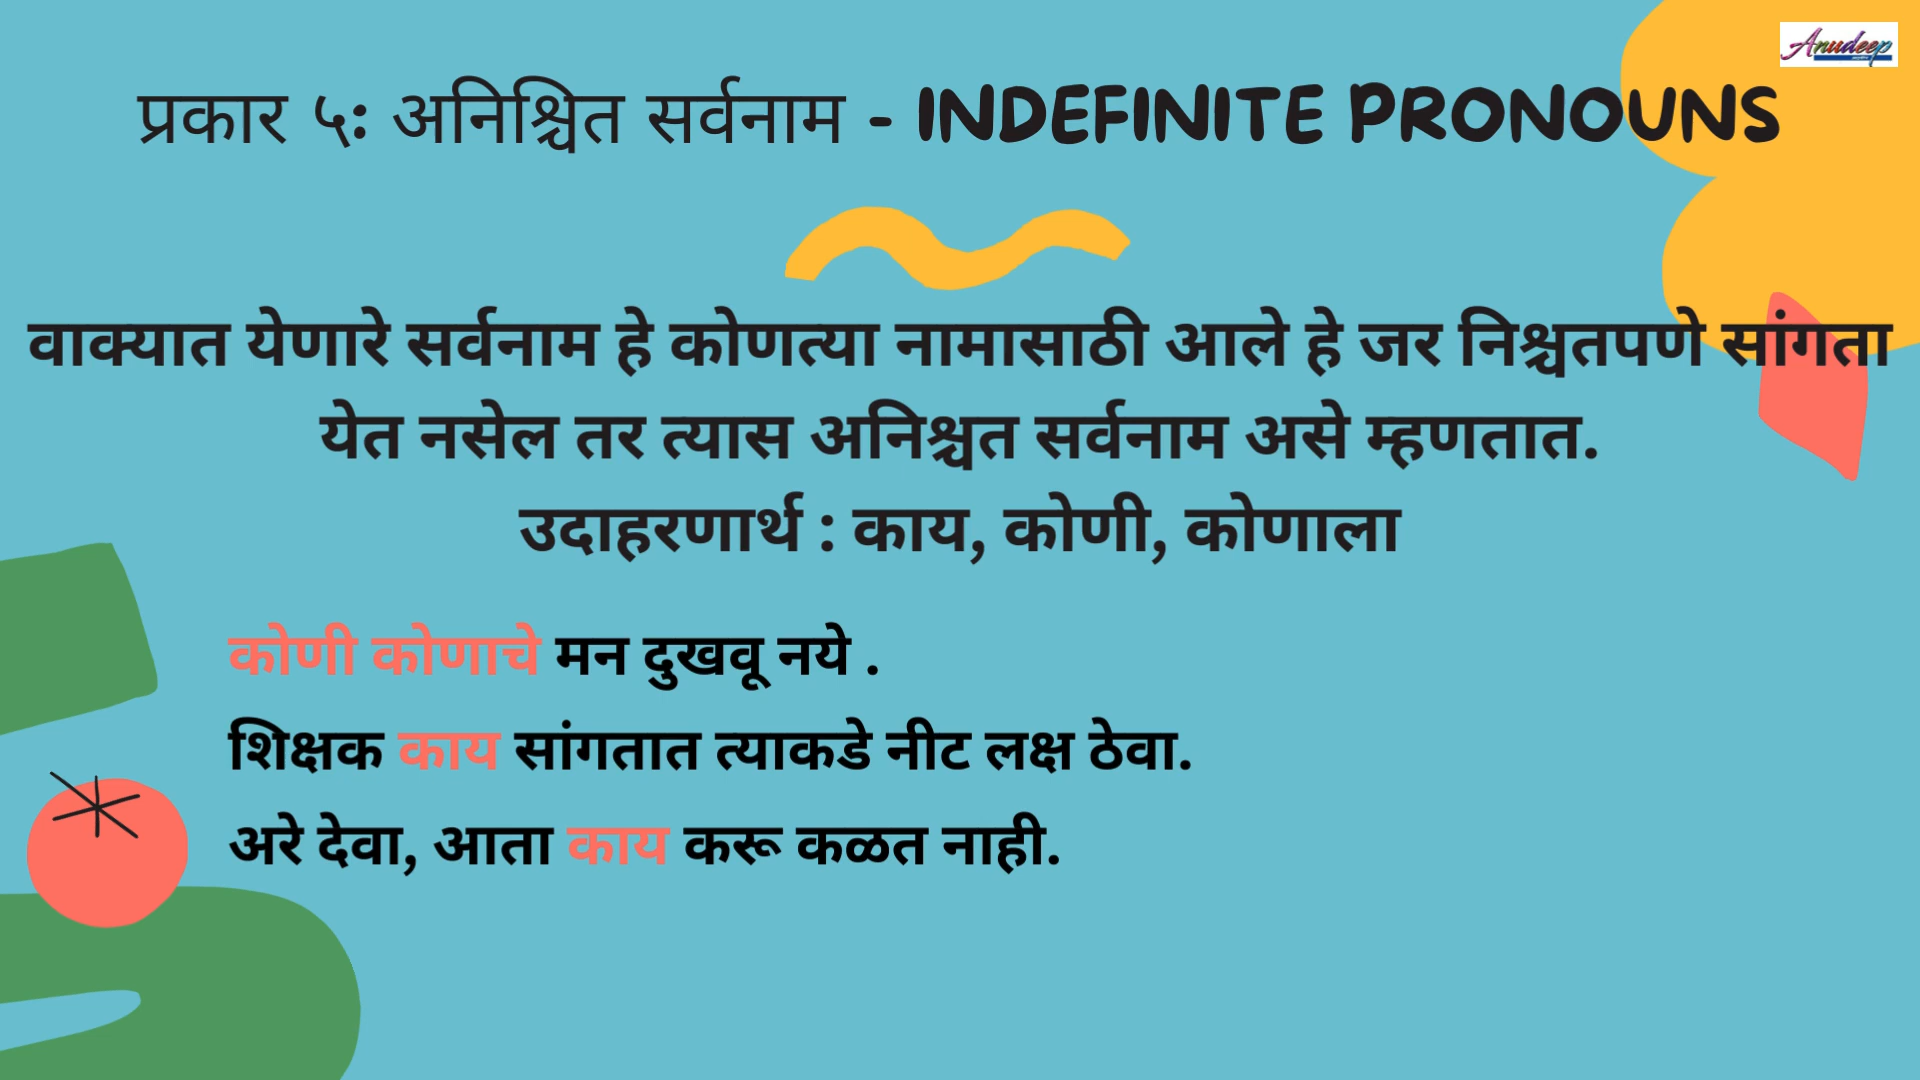 Anudeep
प्रकार ५: अनिश्चित सर्वनाम - INDEFINITE PRONOUNS
वाक्यात येणारे सर्वनाम हे कोणत्या नामासाठी आले हे जर निश्चतपणे सांगता
येत नसेल तर त्यास अनिश्चत सर्वनाम असे म्हणतात.
उदाहरणार्थ : काय, कोणी, कोणाला
कोणी कोणाचे मन दुखवू नये .
शिक्षक काय सांगतात त्याकडे नीट लक्ष ठेवा.
अरे देवा, आता काय करू कळत नाही.